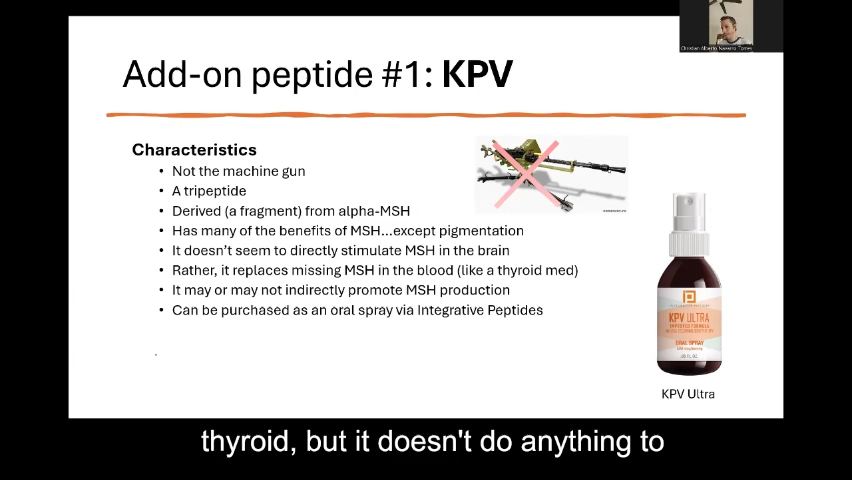 Christian Alberto Navarro Torres
Add-on peptide #1: KPV
Characteristics
• Not the machine gun
• A tripeptide
• Derived (a fragment) from alpha-MSH
• Has many of the benefits of MSH...except pigmentation
• It doesn't seem to directly stimulate MSH in the brain
• Rather, it replaces missing MSH in the blood (like a thyroid med)
• It may or may not indirectly promote MSH production
• Can be purchased as an oral spray via Integrative Peptides
KPV ULTRA
ORAL SPRAY
KPV Ultra
thyroid, but it doesn't do anything to